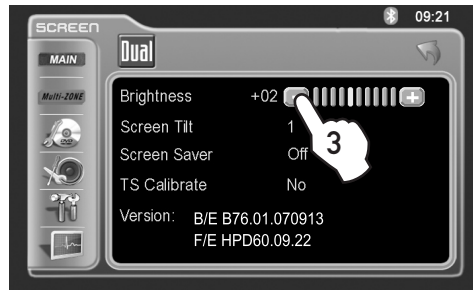 SCREEN
09:21
MAIN
Dual
Multi-ZONE
Brightness +02 +
Screen Tilt 1
DVD
3
Screen Saver Off
TS Calibrate No
Version: B/E B76.01.070913
F/E HPD60.09.22